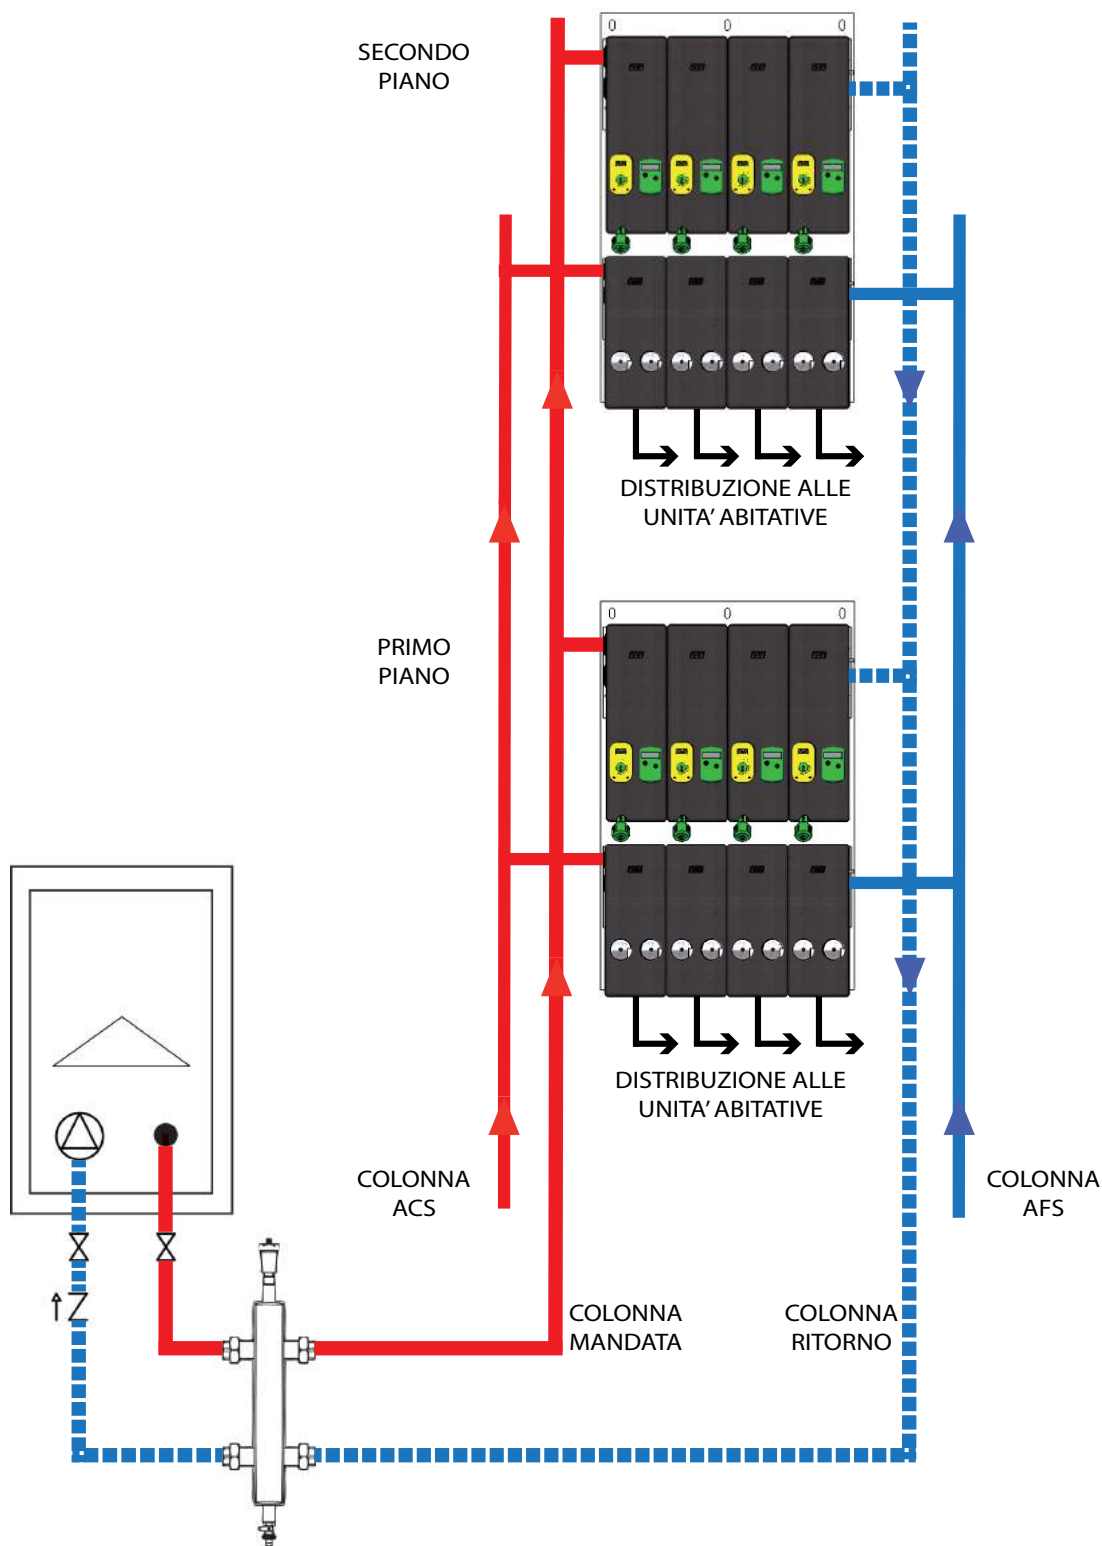 SECONDO
PIANO
DISTRIBUZIONE ALLE
UNITA’ ABITATIVE
PRIMO
PIANO
DISTRIBUZIONE ALLE
UNITA’ ABITATIVE
COLONNA
ACS
COLONNA
AFS
COLONNA
MANDATA
COLONNA
RITORNO